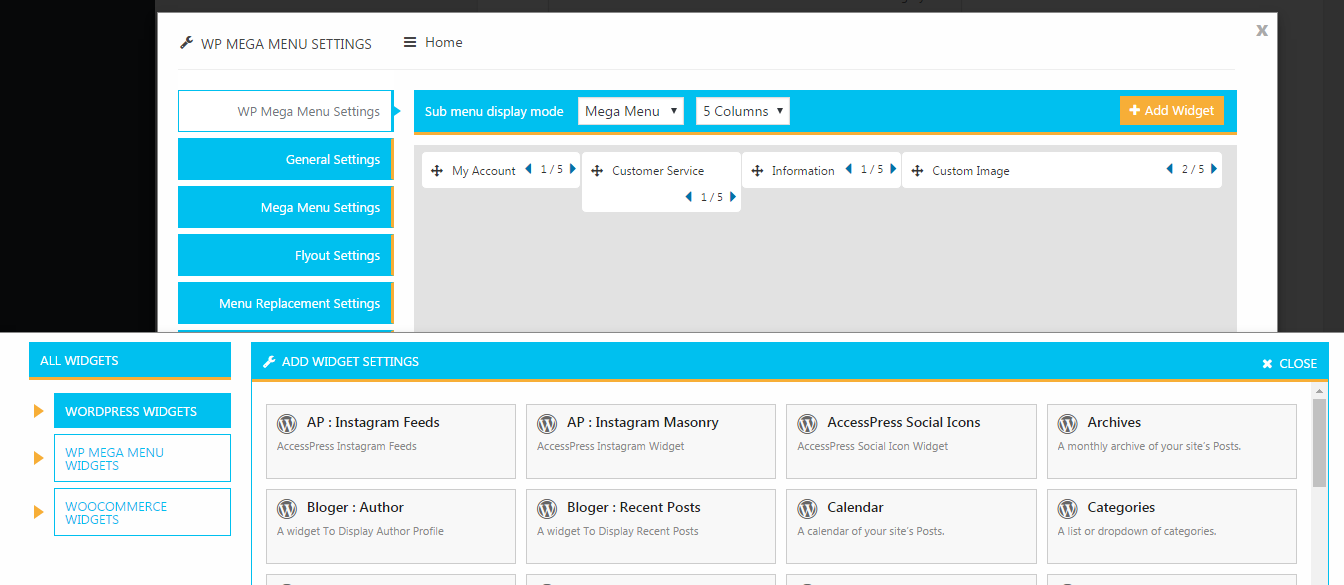 WP MEGA MENU SETTINGS
Home
X
WP Mega Menu Settings
General Settings
Mega Menu Settings
Flyout Settings
Menu Replacement Settings
Sub menu display mode
Mega Menu
5 Columns
Add Widget
My Account 1 / 5
Customer Service
1 / 5
Information 1 / 5
Custom Image 2 / 5
ALL WIDGETS
WORDPRESS WIDGETS
WP MEGA MENU
WIDGETS
WOOCOMMERCE
WIDGETS
ADD WIDGET SETTINGS
CLOSE
AP : Instagram Feeds
AccessPress Instagram Feeds
AP : Instagram Masonry
AccessPress Instagram Widget
AccessPress Social Icons
AccessPress Social Icon Widget
Archives
A monthly archive of your site's Posts.
Bloger : Author
A widget To Display Author Profile
Bloger : Recent Posts
A widget To Display Recent Posts
Calendar
A calendar of your site's Posts.
Categories
A list or dropdown of categories.